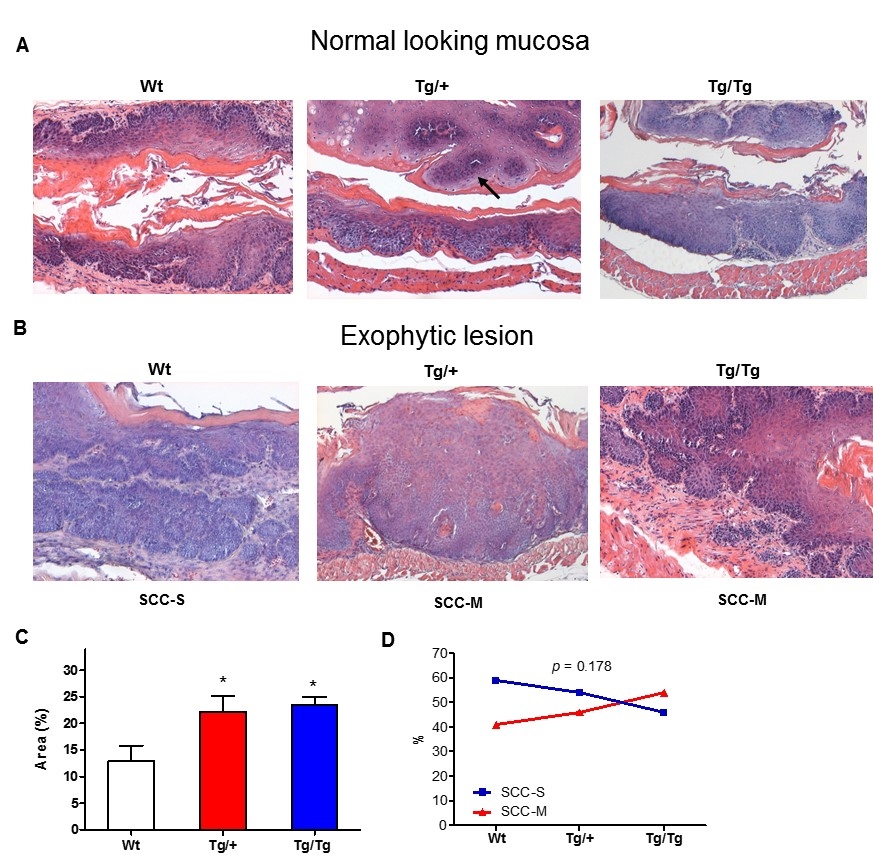 A
Normal looking mucosa
Wt
Tg/+
Tg/Tg
B
Exophytic lesion
Wt
Tg/+
Tg/Tg
SCC-S
SCC-M
SCC-M
C
Area (%)
30
25
20
15
10
5
0
*
*
Wt
Tg/+
Tg/Tg
D
%
70
60
50
40
30
20
10
0
p = 0.178
SCC-S
SCC-M
Wt
Tg/+
Tg/Tg